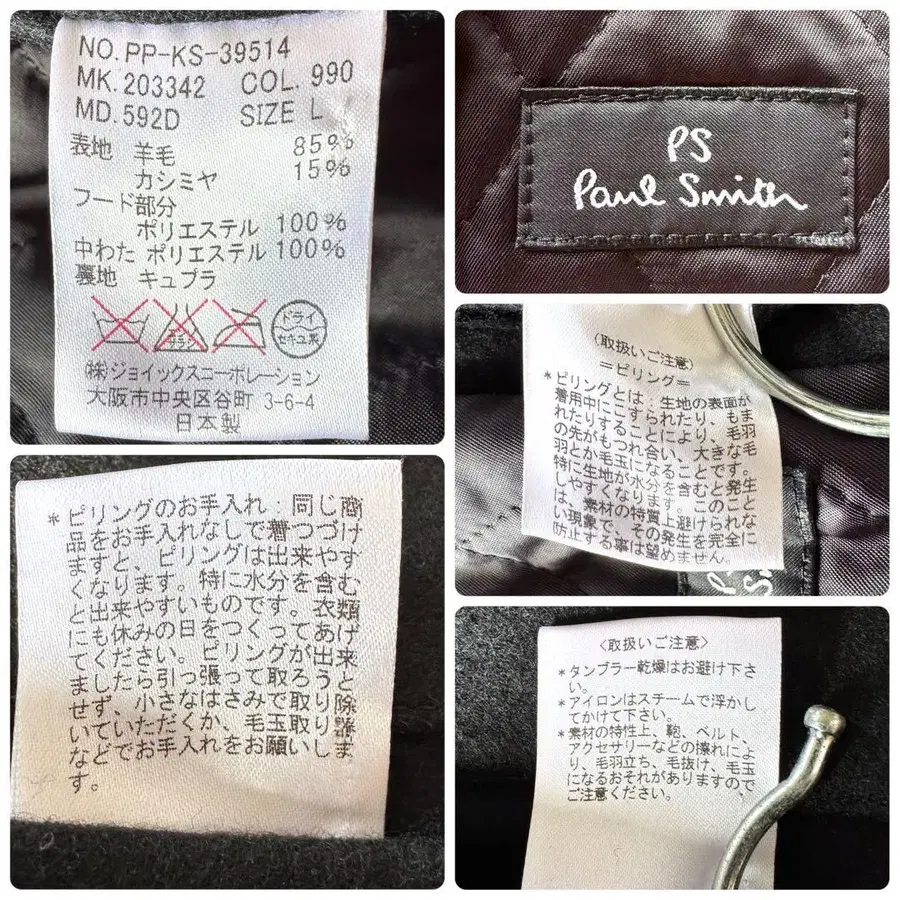 NO. PP-KS-39514
MK. 203342 COL. 990
MD. 592D SIZE L
表地 羊毛 85%
カシミヤ 15%
フード部分
ポリエステル 100%
中わた ポリエステル 100%
裏地 キュプラ
エンソ サラシ
ドライ
セキユ系
(株)ジョイックスコーポレーション
大阪市中央区谷町 3-6-4
日本製
PS
Paul Smith
(取扱いご注意)
=ピリング=
*ピリングとは:生地の表面が
着用中にこすられたり、もま
れたりすることにより、毛羽
の先がもつれ合い、大きな毛
羽とか毛玉になることです。
特に生地が水分を含むと発生
しやすくなります。このこと
は、素材の特質上避けられな
い現象で、その発生を完全に
防止する事は望めません。
*ピリングのお手入れ:同じ商
品をお手入れなしで着つづけ
ますと、ピリングは出来やす
くなります。特に水分を含む
と出来やすいものです。衣類
にも休みの日をつくってあげ
てください。ピリングが出来
ましたら引っ張って取ろうと
せず、小さなはさみで取り除
いていただくか、毛玉取り器
などでお手入れをお願いしま
す。
〈取扱いご注意〉
*タンブラー乾燥はお避け下さ
い。
*アイロンはスチームで浮かし
てかけて下さい。
*素材の特性上、鞄、ベルト、
アクセサリーなどの擦れによ
り、毛羽立ち、毛抜け、毛玉
になるおそれがありますので
ご注意ください。